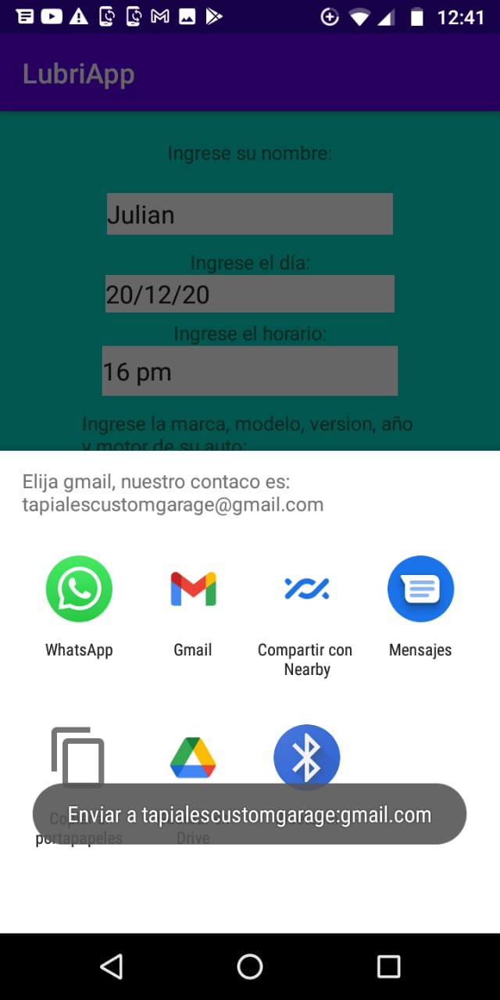 12:41
LubriApp
Ingrese su nombre:
Julian
Ingrese el día:
20/12/20
Ingrese el horario:
16 pm
Ingrese la marca, modelo, version, año
y motor de su auto:
Elija gmail, nuestro contaco es:
tapialescustomgarage@gmail.com
WhatsApp
Gmail
Compartir con
Nearby
Mensajes
Enviar a tapialescustomgarage:gmail.com
portapapeles
Drive